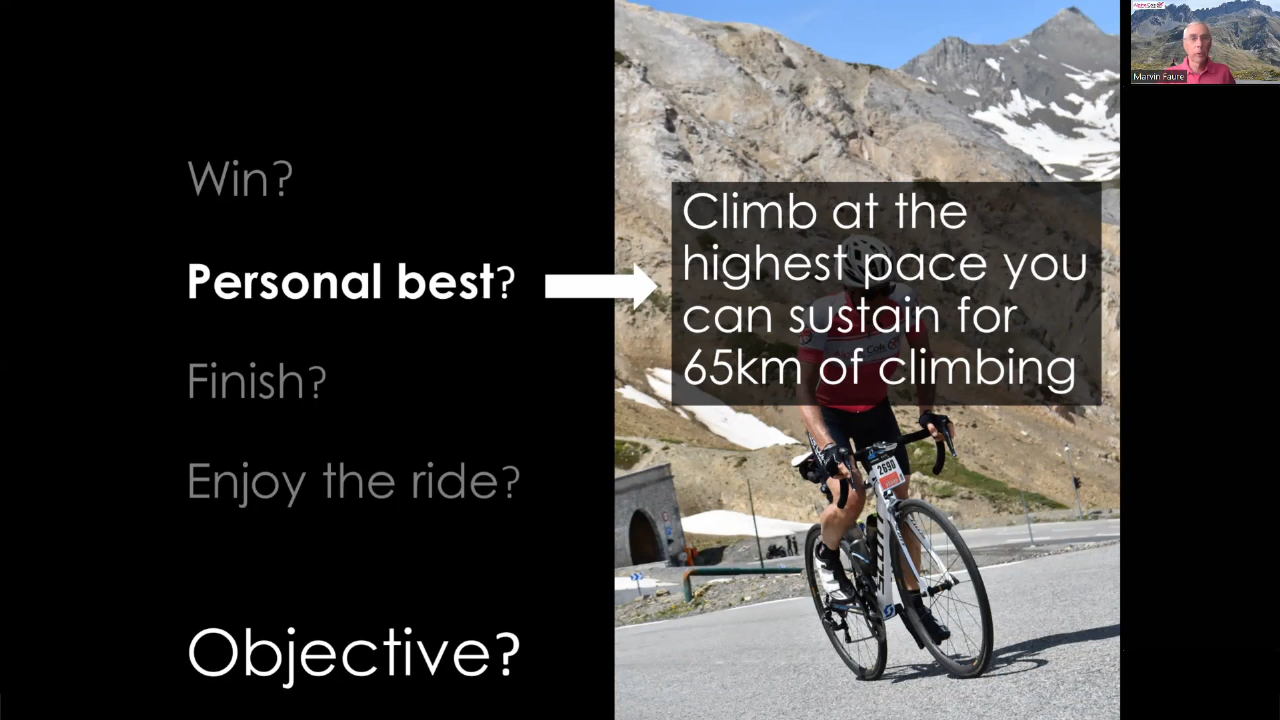 Win?
Personal best?
Finish?
Enjoy the ride?
Objective?
Climb at the
highest pace you
can sustain for
65km of climbing
2690
Marvin Faure